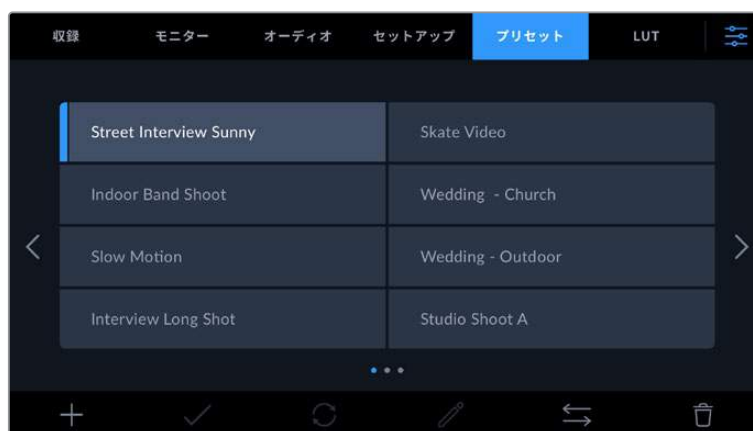 収録 モニター オーディオ セットアップ プリセット LUT
Street Interview Sunny Skate Video
Indoor Band Shoot Wedding - Church
Slow Motion Wedding - Outdoor
Interview Long Shot Studio Shoot A